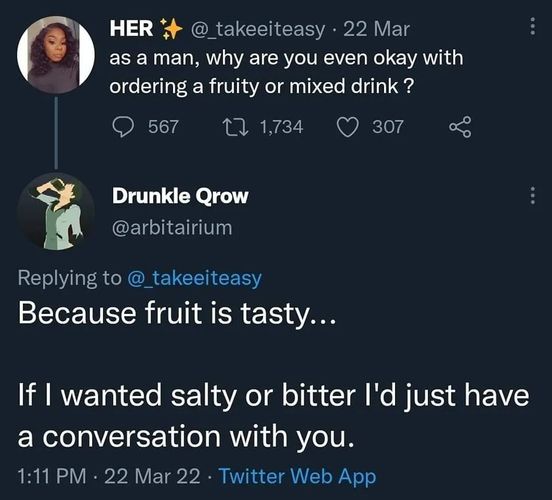 HER ✨ @_takeeiteasy · 22 Mar
as a man, why are you even okay with
ordering a fruity or mixed drink ?
567 1,734 307
Drunkle Qrow
@arbitairium
Replying to @_takeeiteasy
Because fruit is tasty...
If I wanted salty or bitter I'd just have
a conversation with you.
1:11 PM · 22 Mar 22 · Twitter Web App